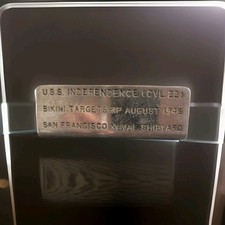 U.S.S. INDEPENDENCE (CVL 22)
BIKINI TARGET SHIP AUGUST 1946
SAN FRANCISCO NAVAL SHIPYARD